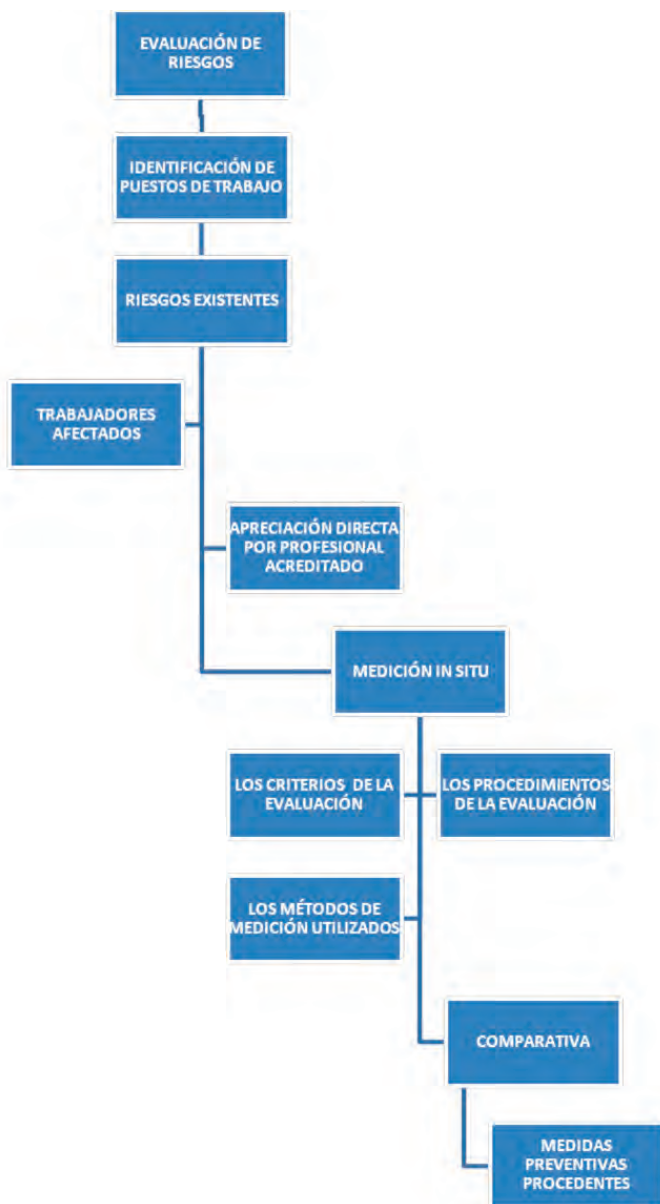 EVALUACIÓN DE
RIESGOS
IDENTIFICACIÓN DE
PUESTOS DE TRABAJO
RIESGOS EXISTENTES
TRABAJADORES
AFECTADOS
APRECIACIÓN DIRECTA
POR PROFESIONAL
ACREDITADO
MEDICIÓN IN SITU
LOS CRITERIOS DE LA
EVALUACIÓN
LOS PROCEDIMIENTOS
DE LA EVALUACIÓN
LOS MÉTODOS DE
MEDICIÓN UTILIZADOS
COMPARATIVA
MEDIDAS
PREVENTIVAS
PROCEDENTES